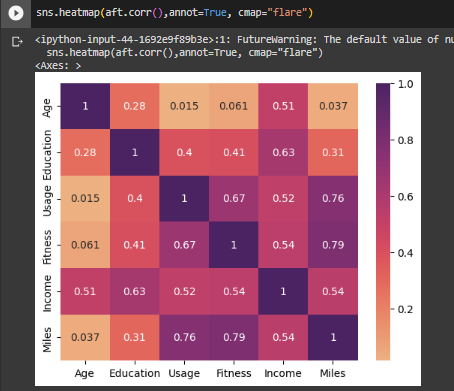 sns.heatmap(aft.corr(),annot=True, cmap="flare")
<ipython-input-44-1692e9f89b3e>:1: FutureWarning: The default value of nu
sns.heatmap(aft.corr(),annot=True, cmap="flare")
<Axes: >
Age 1 0.28 0.015 0.061 0.51 0.037 1.0
Education 0.28 1 0.4 0.41 0.63 0.31 0.8
Usage 0.015 0.4 1 0.67 0.52 0.76
Fitness 0.061 0.41 0.67 1 0.54 0.79 0.6
Income 0.51 0.63 0.52 0.54 1 0.54 0.4
Miles 0.037 0.31 0.76 0.79 0.54 1 0.2
Age Education Usage Fitness Income Miles